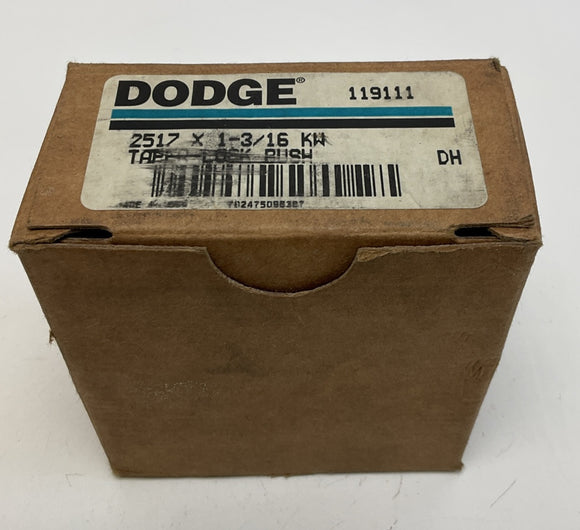 DODGE® 119111
2517 X 1-3/16 KW
LOCK BUSH DH